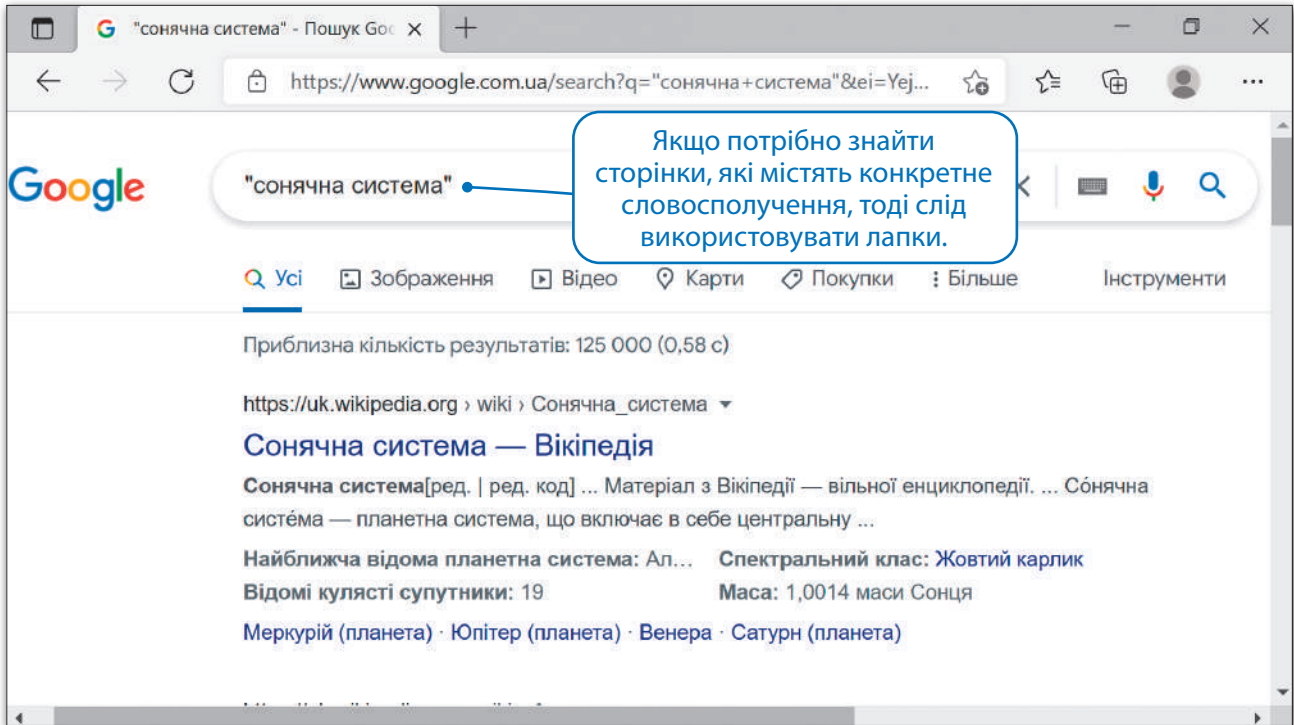 "сонячна система" - Пошук Goo
https://www.google.com.ua/search?q="сонячна+система"&ei=Yej...
Якщо потрібно знайти
сторінки, які містять конкретне
словосполучення, тоді слід
використовувати лапки.
Google
"сонячна система"
Усі Зображення Відео Карти Покупки Більше Інструменти
Приблизна кількість результатів: 125 000 (0,58 с)
https://uk.wikipedia.org › wiki › Сонячна_система
Сонячна система — Вікіпедія
Сонячна система[ред. | ред. код] ... Матеріал з Вікіпедії — вільної енциклопедії. ... Со́нячна
систе́ма — планетна система, що включає в себе центральну ...
Найближча відома планетна система: Ал... Спектральний клас: Жовтий карлик
Відомі кулясті супутники: 19 Маса: 1,0014 маси Сонця
Меркурій (планета) · Юпітер (планета) · Венера · Сатурн (планета)